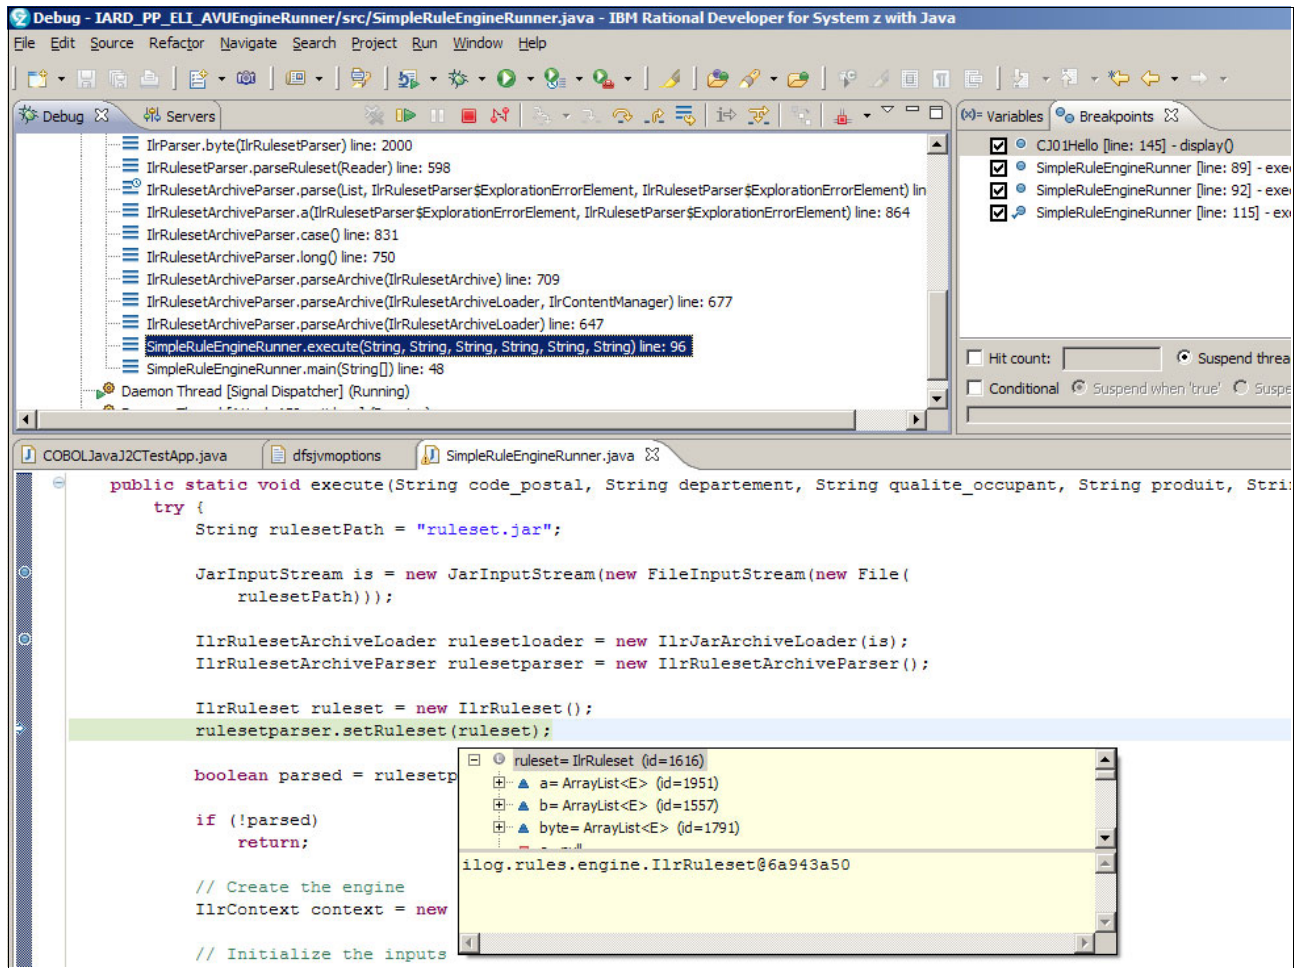 Debug - IARD_PP_ELI_AVUEngineRunner/src/SimpleRuleEngineRunner.java - IBM Rational Developer for System z with Java
File Edit Source Refactor Navigate Search Project Run Window Help
Debug Servers
IlrParser.byte(IlrRulesetParser) line: 2000
IlrRulesetParser.parseRuleset(Reader) line: 598
IlrRulesetArchiveParser.parse(List, IlrRulesetParser$ExplorationErrorElement, IlrRulesetParser$ExplorationErrorElement) lin
IlrRulesetArchiveParser.a(IlrRulesetParser$ExplorationErrorElement, IlrRulesetParser$ExplorationErrorElement) line: 864
IlrRulesetArchiveParser.case() line: 831
IlrRulesetArchiveParser.long() line: 750
IlrRulesetArchiveParser.parseArchive(IlrRulesetArchive) line: 709
IlrRulesetArchiveParser.parseArchive(IlrRulesetArchiveLoader, IlrContentManager) line: 677
IlrRulesetArchiveParser.parseArchive(IlrRulesetArchiveLoader) line: 647
SimpleRuleEngineRunner.execute(String, String, String, String, String, String) line: 96
SimpleRuleEngineRunner.main(String[]) line: 48
Daemon Thread [Signal Dispatcher] (Running)
(x)= Variables Breakpoints
CJ01Hello [line: 145] - display()
SimpleRuleEngineRunner [line: 89] - exe
SimpleRuleEngineRunner [line: 92] - exe
SimpleRuleEngineRunner [line: 115] - ex
Hit count: Suspend threa
Conditional Suspend when 'true' Suspe
COBOLJavaJ2CTestApp.java dfsjvmoptions SimpleRuleEngineRunner.java
public static void execute(String code_postal, String departement, String qualite_occupant, String produit, Stri
try {
String rulesetPath = "ruleset.jar";
JarInputStream is = new JarInputStream(new FileInputStream(new File(
rulesetPath)));
IlrRulesetArchiveLoader rulesetloader = new IlrJarArchiveLoader(is);
IlrRulesetArchiveParser rulesetparser = new IlrRulesetArchiveParser();
IlrRuleset ruleset = new IlrRuleset();
rulesetparser.setRuleset(ruleset);
boolean parsed = rulesetp
if (!parsed)
return;
// Create the engine
IlrContext context = new
// Initialize the inputs
ruleset= IlrRuleset (id=1616)
a= ArrayList<E> (id=1951)
b= ArrayList<E> (id=1557)
byte= ArrayList<E> (id=1791)
ilog.rules.engine.IlrRuleset@6a943a50